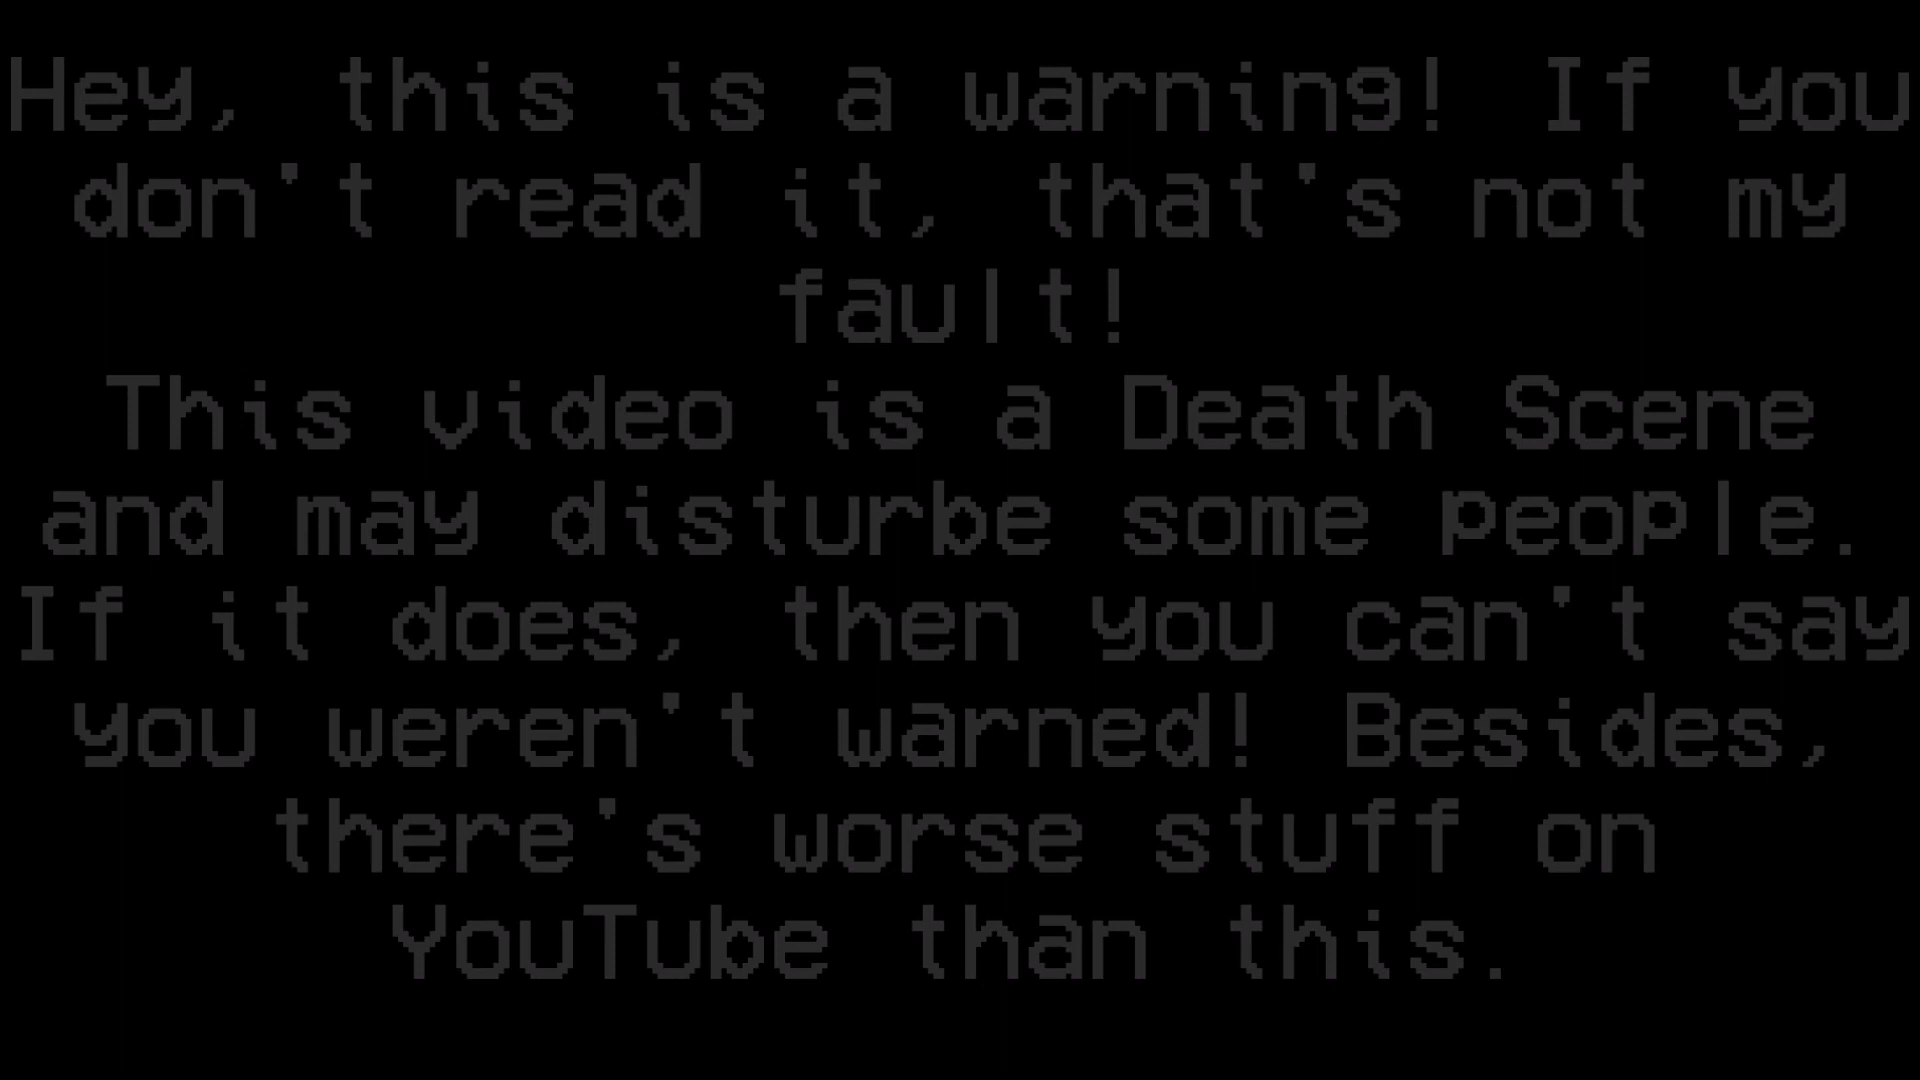 Hey, this is a warning! If you
don't read it, that's not my
fault!
This video is a Death Scene
and may disturbe some people.
If it does, then you can't say
you weren't warned! Besides,
there's worse stuff on
YouTube than this.